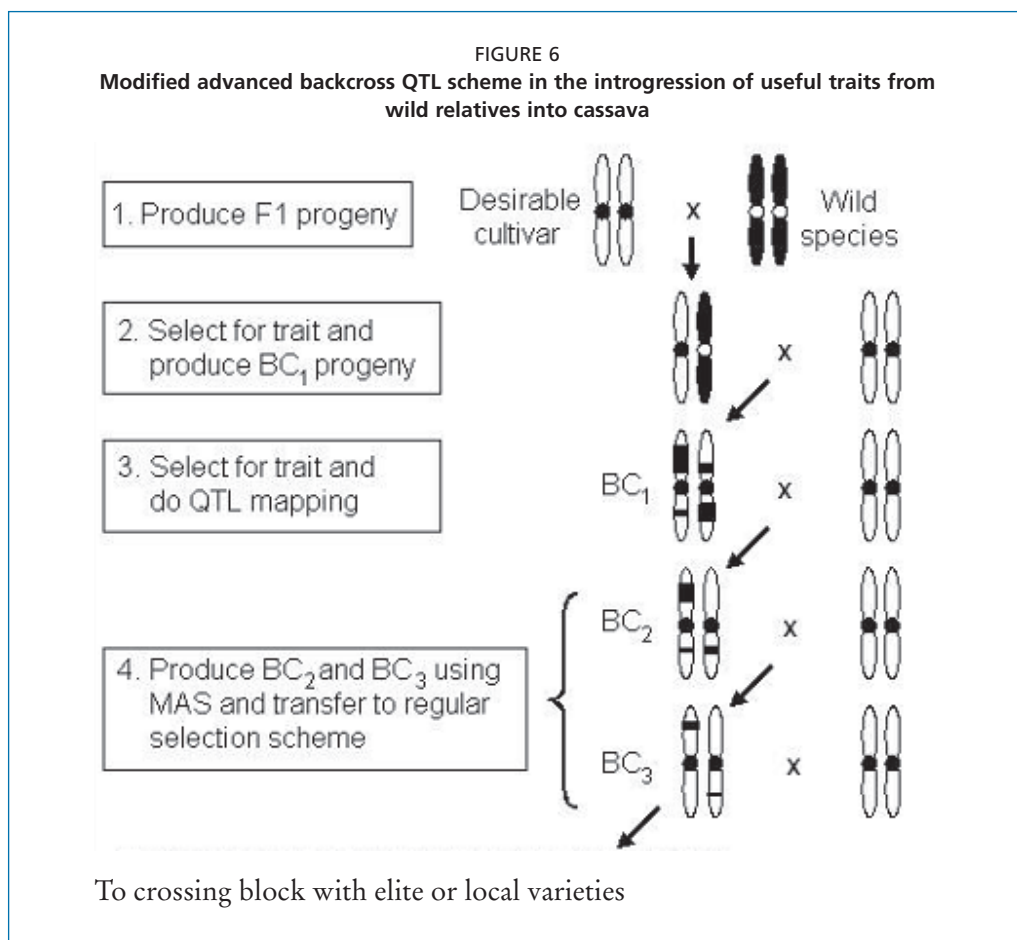 FIGURE 6
Modified advanced backcross QTL scheme in the introgression of useful traits from
wild relatives into cassava
1. Produce F1 progeny
Desirable
cultivar
x
Wild
species
2. Select for trait and
produce BC₁ progeny
x
3. Select for trait and
do QTL mapping
BC₁
x
4. Produce BC₂ and BC₃ using
MAS and transfer to regular
selection scheme
BC₂
x
BC₃
x
To crossing block with elite or local varieties